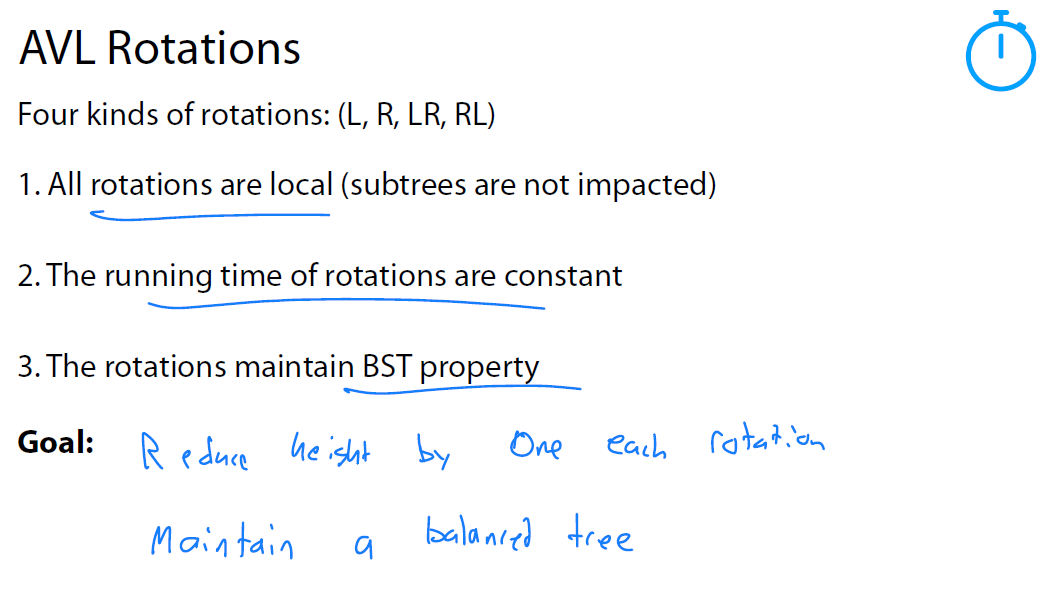 AVL Rotations
Four kinds of rotations: (L, R, LR, RL)
1. All rotations are local (subtrees are not impacted)
2. The running time of rotations are constant
3. The rotations maintain BST property
Goal: Reduce height by One each rotation
Maintain a balanced tree